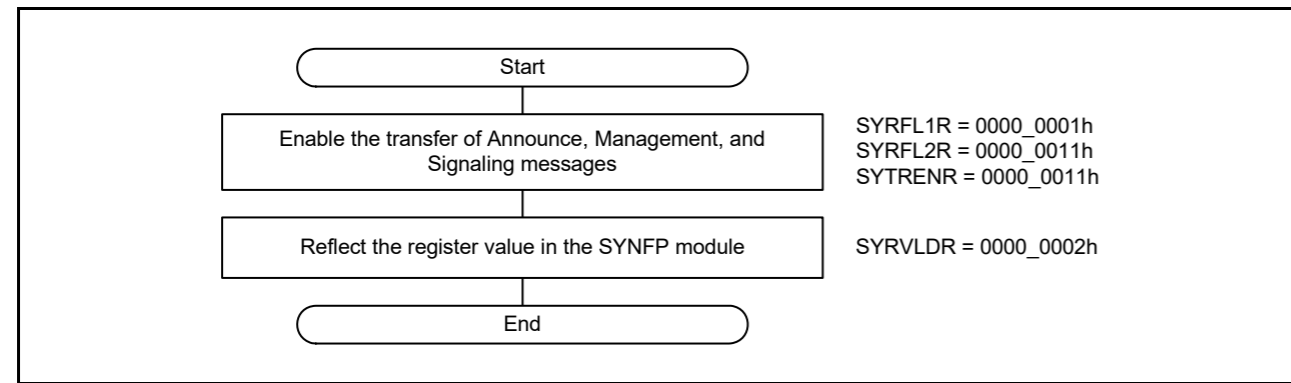 Start
Enable the transfer of Announce, Management, and
Signaling messages
SYRFL1R = 0000_0001h
SYRFL2R = 0000_0011h
SYTRENR = 0000_0011h
Reflect the register value in the SYNFP module
SYRVLDR = 0000_0002h
End